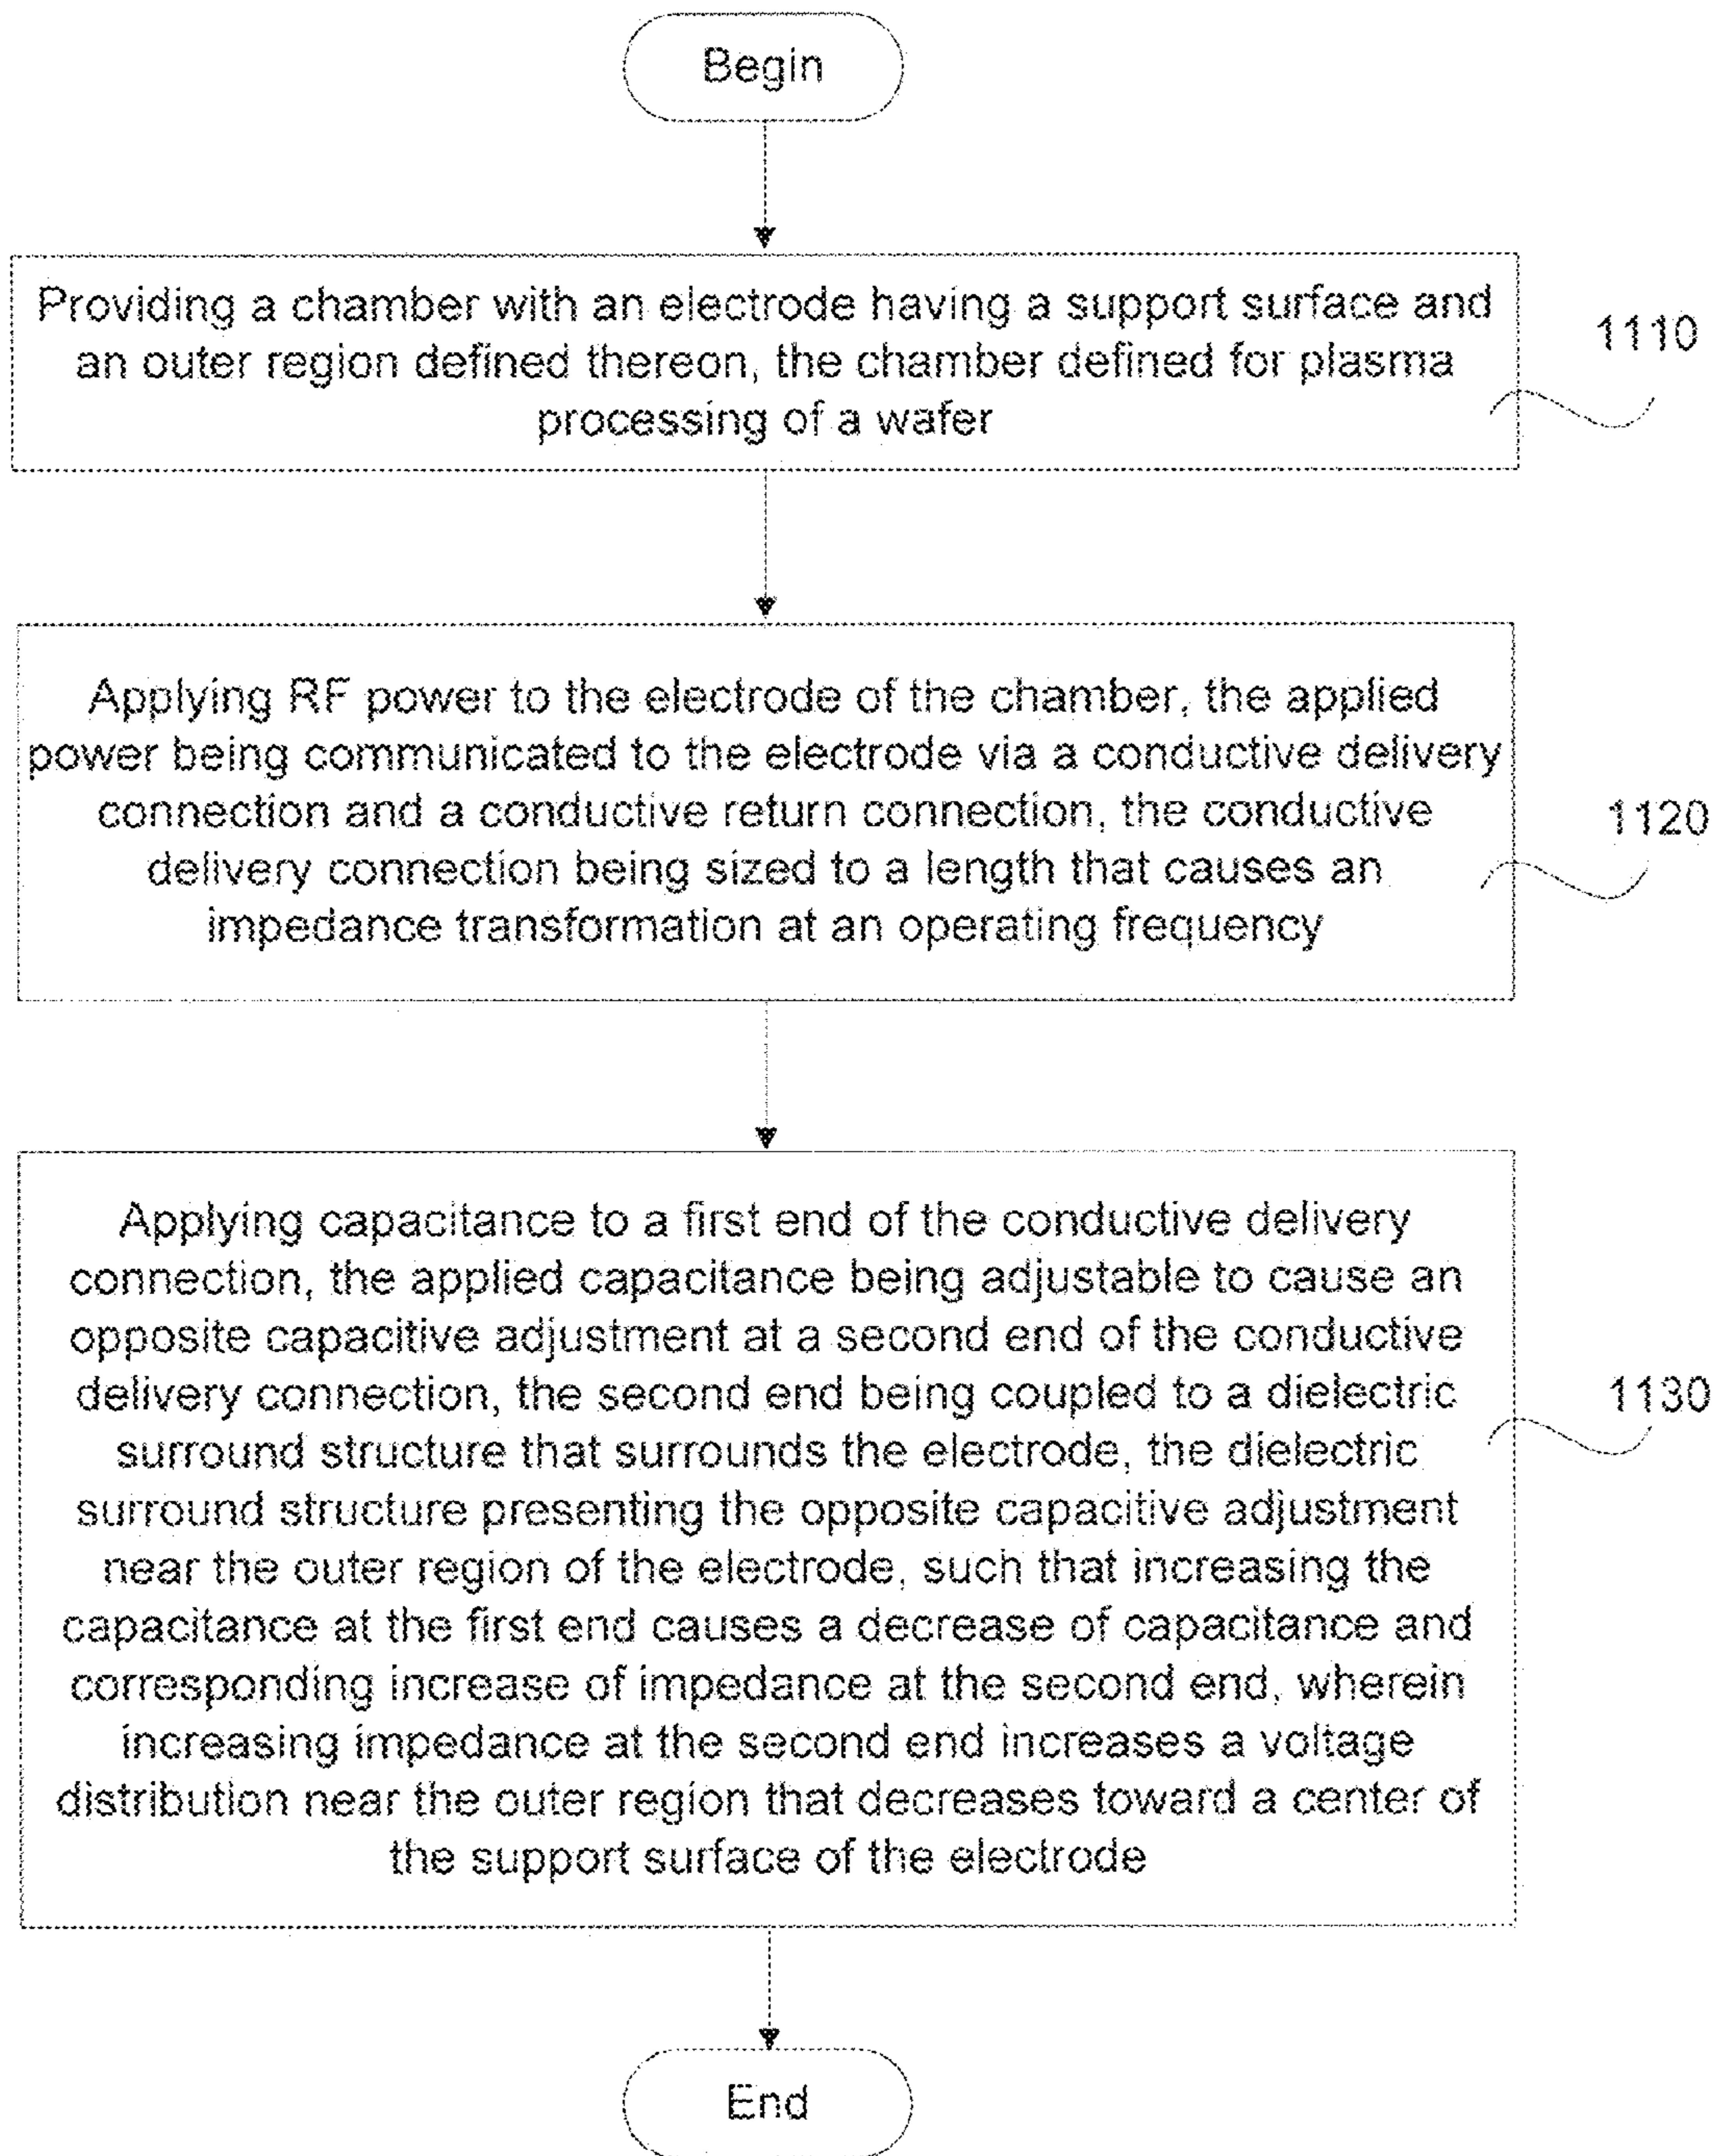 Begin
Providing a chamber with an electrode having a support surface and
an outer region defined thereon, the chamber defined for plasma
processing of a wafer
1110
Applying RF power to the electrode of the chamber, the applied
power being communicated to the electrode via a conductive delivery
connection and a conductive return connection, the conductive
delivery connection being sized to a length that causes an
impedance transformation at an operating frequency
1120
Applying capacitance to a first end of the conductive delivery
connection, the applied capacitance being adjustable to cause an
opposite capacitive adjustment at a second end of the conductive
delivery connection, the second end being coupled to a dielectric
surround structure that surrounds the electrode, the dielectric
surround structure presenting the opposite capacitive adjustment
near the outer region of the electrode, such that increasing the
capacitance at the first end causes a decrease of capacitance and
corresponding increase of impedance at the second end, wherein
increasing impedance at the second end increases a voltage
distribution near the outer region that decreases toward a center of
the support surface of the electrode
1130
End